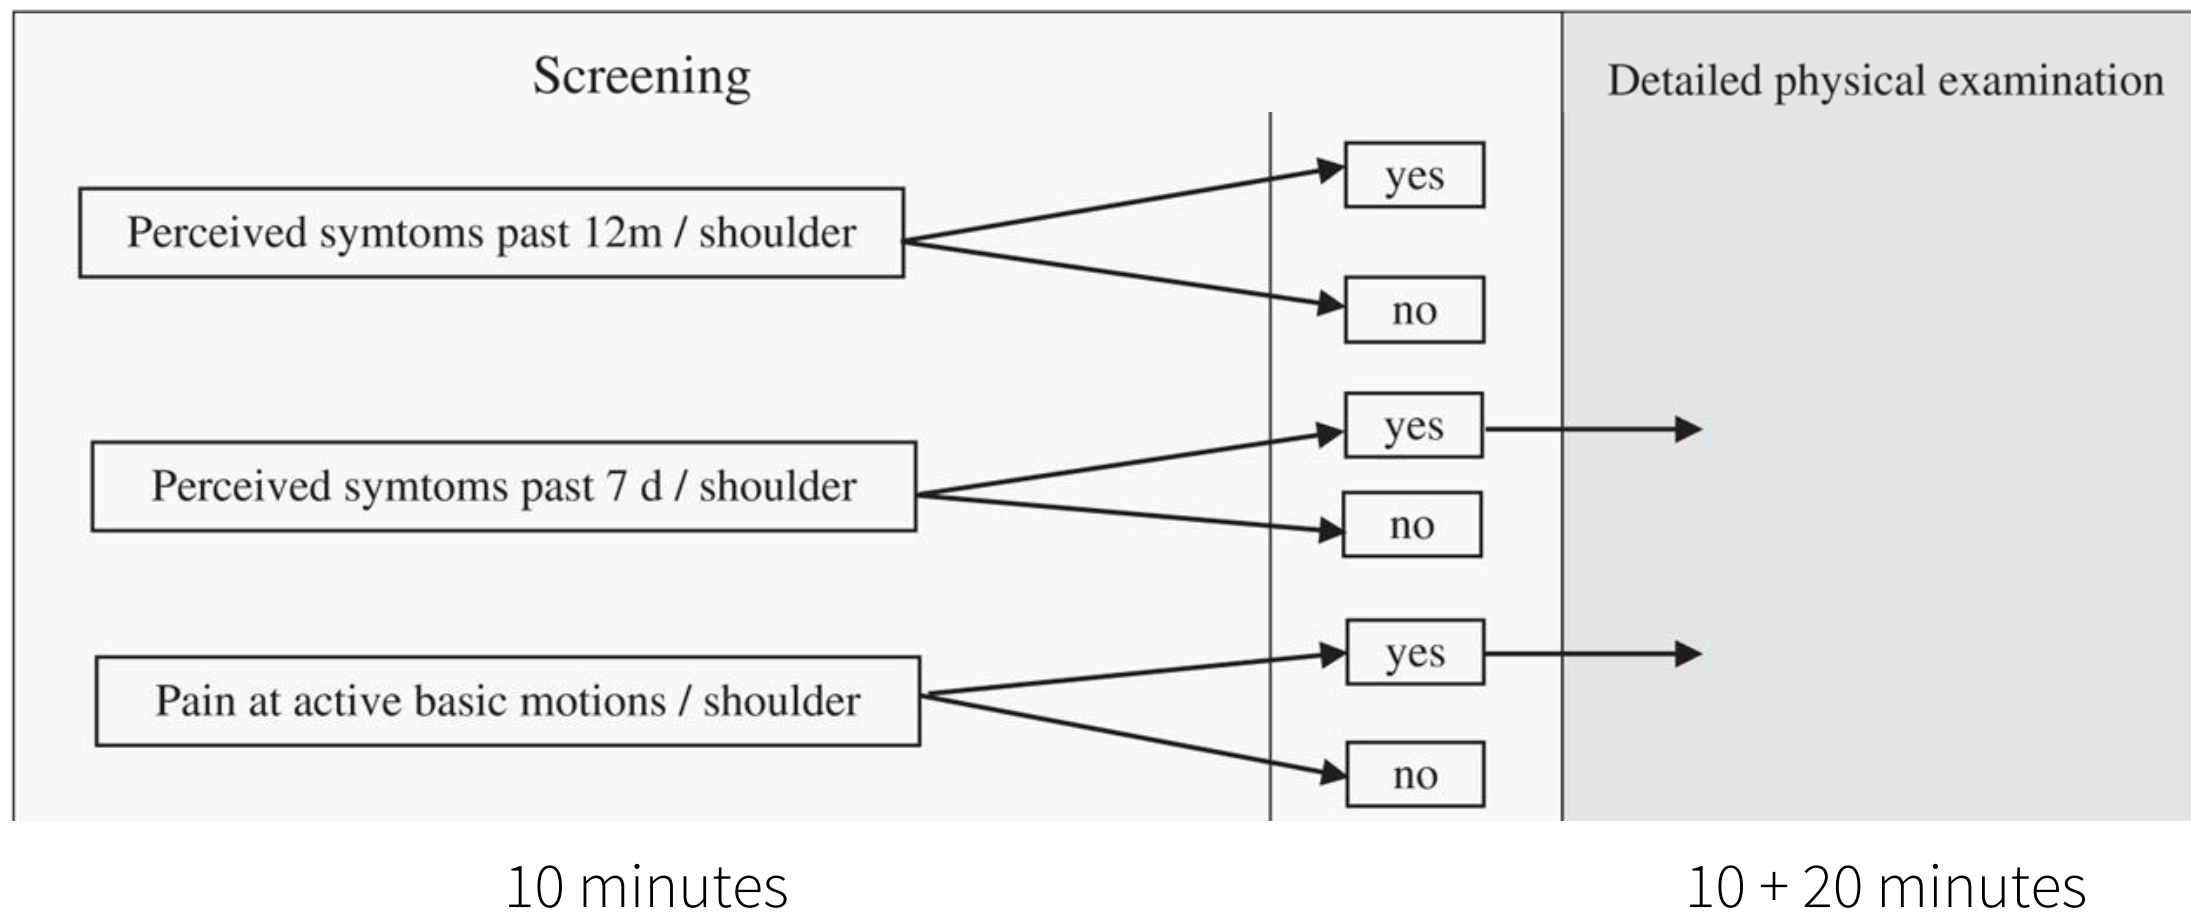 Screening
Detailed physical examination
Perceived symtoms past 12m / shoulder
yes
no
Perceived symtoms past 7 d / shoulder
yes
no
Pain at active basic motions / shoulder
yes
no
10 minutes
10 + 20 minutes